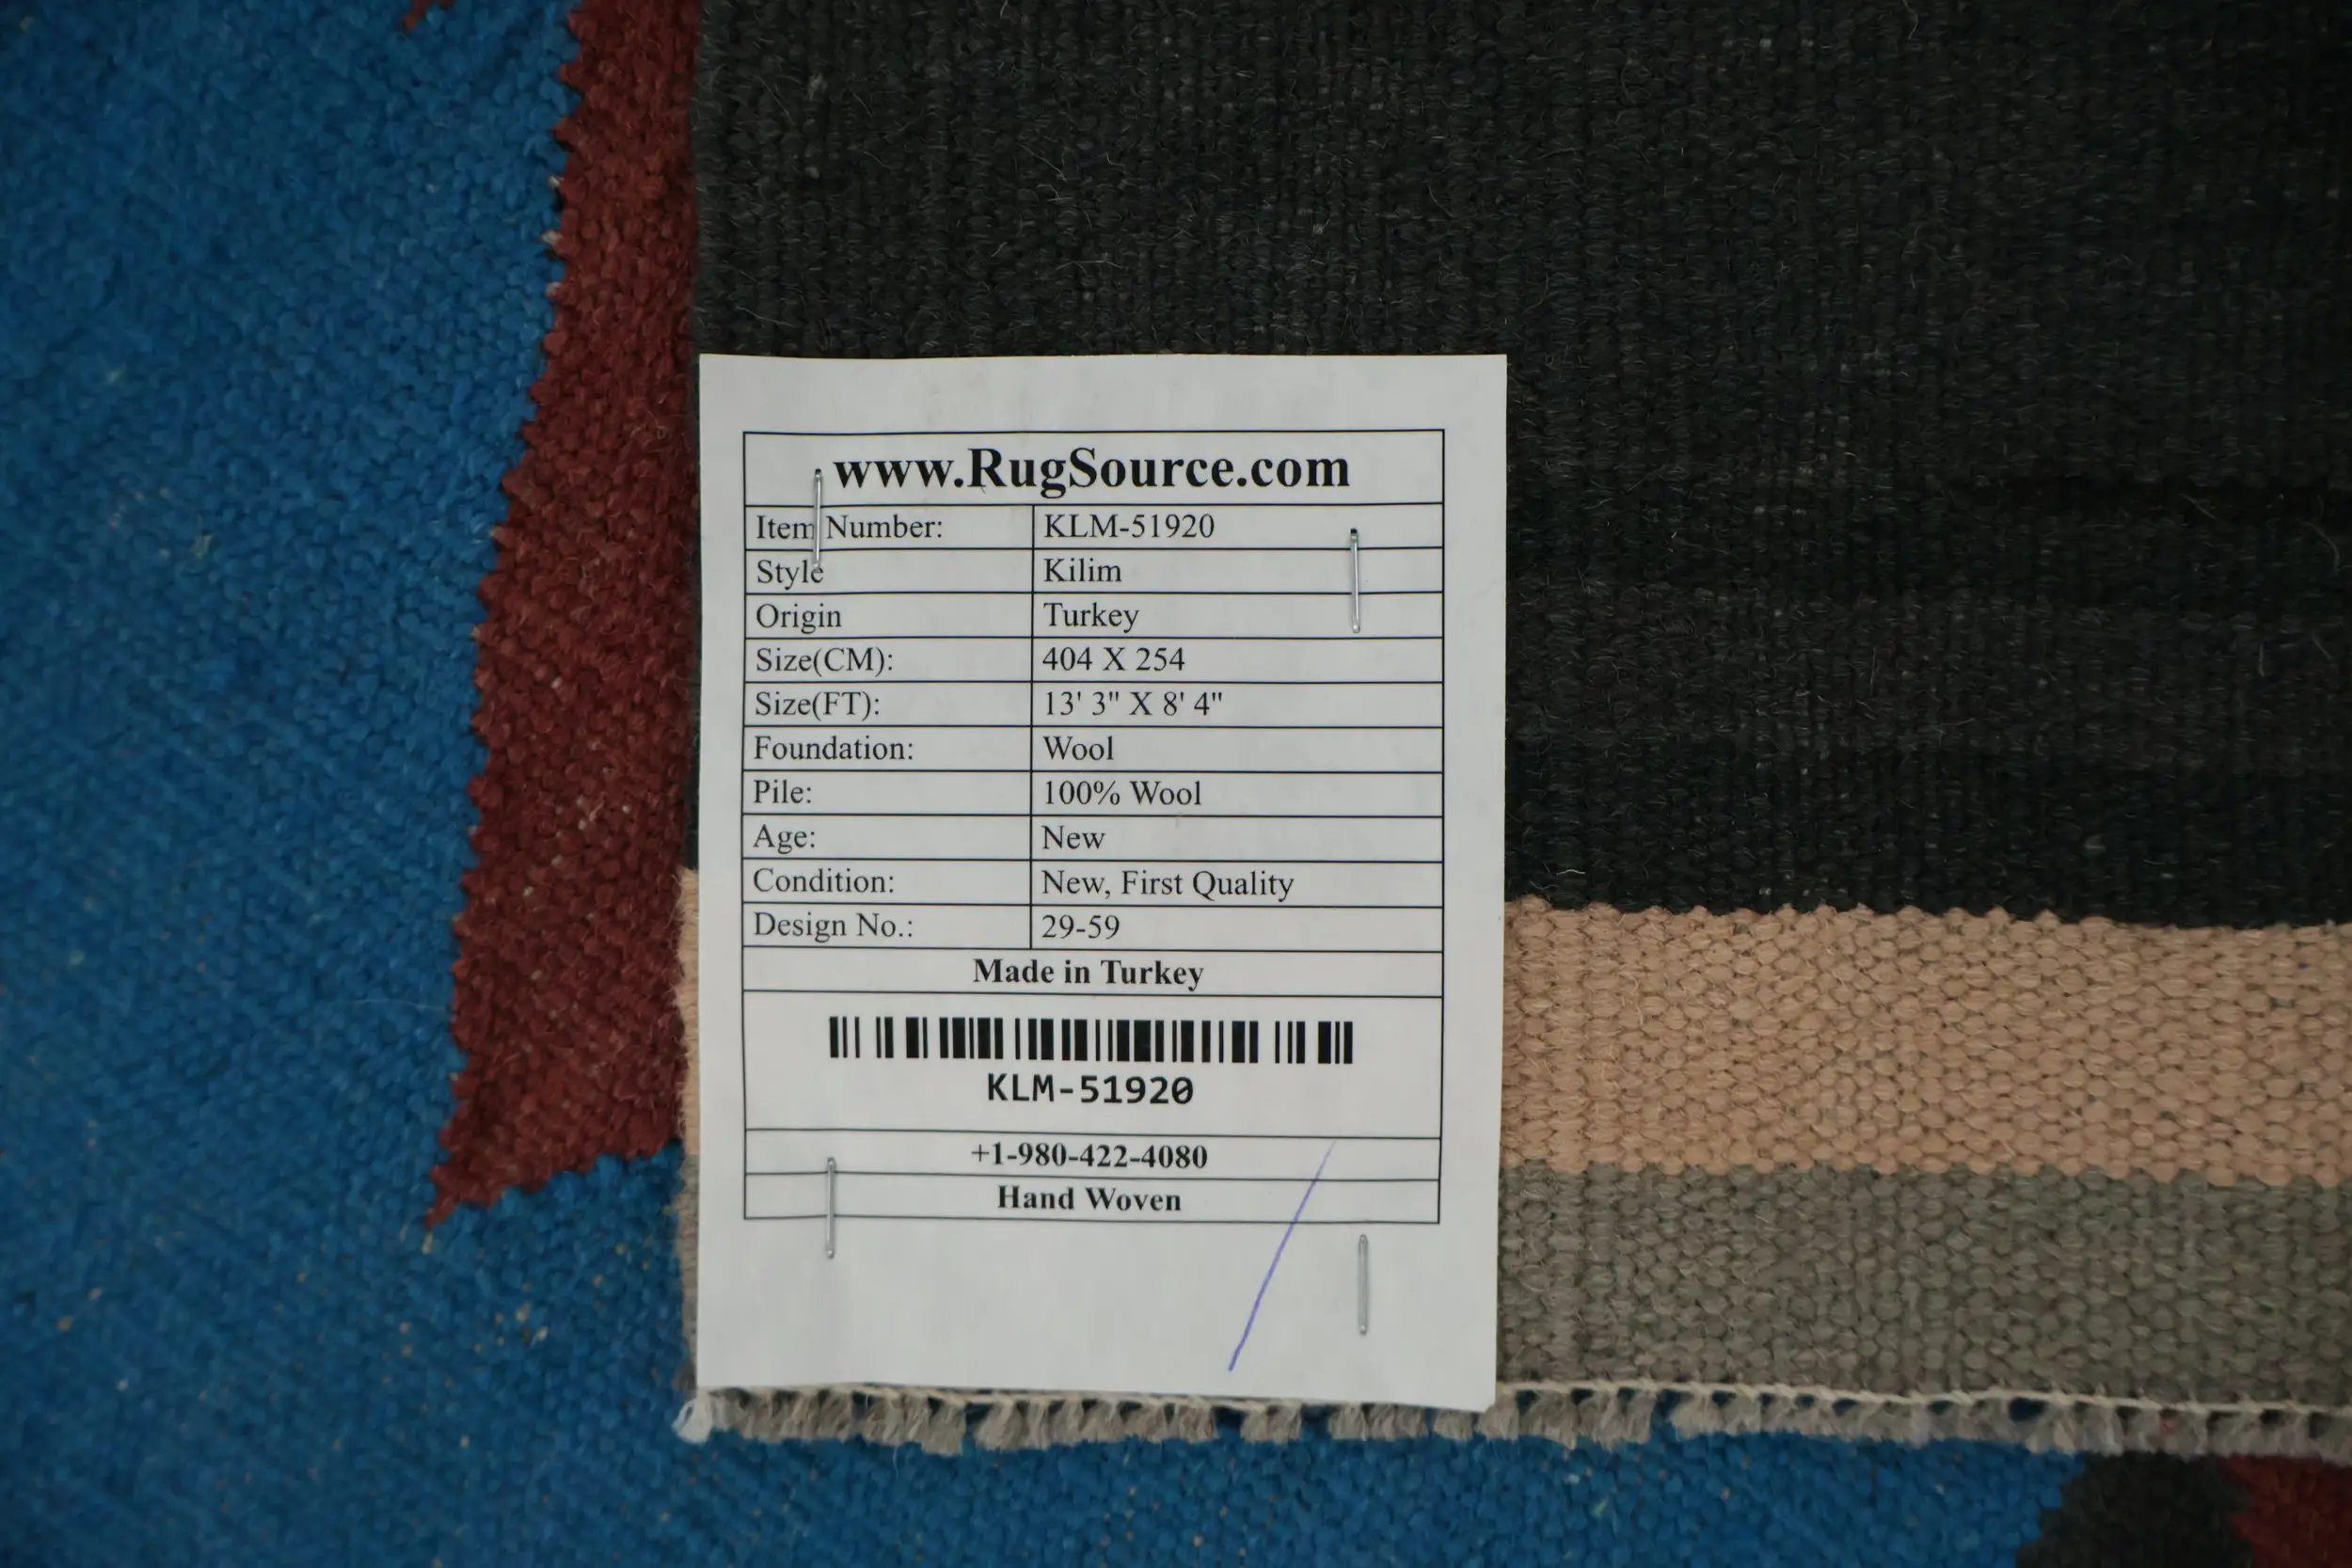 www.RugSource.com
Item Number: KLM-51920
Style Kilim
Origin Turkey
Size(CM): 404 X 254
Size(FT): 13' 3" X 8' 4"
Foundation: Wool
Pile: 100% Wool
Age: New
Condition: New, First Quality
Design No.: 29-59
Made in Turkey
KLM-51920
+1-980-422-4080
Hand Woven